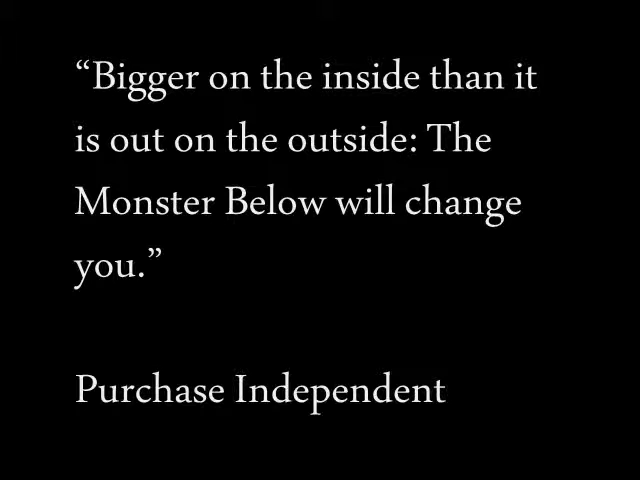 “Bigger on the inside than it
is out on the outside: The
Monster Below will change
you.”
Purchase Independent